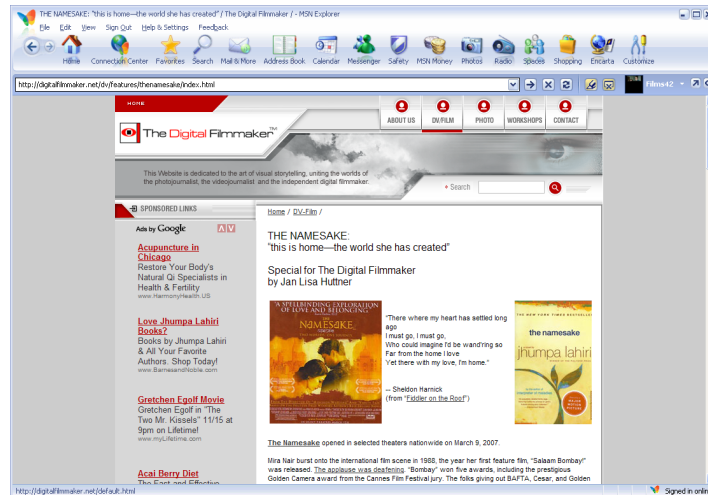 THE NAMESAKE: "this is home—the world she has created" / The Digital Filmmaker / - MSN Explorer
File Edit View Sign Out Help & Settings Feedback
Home Connection Center Favorites Search Mail & More Address Book Calendar Messenger Safety MSN Money Photos Radio Spaces Shopping Encarta Customize
http://digitalfilmmaker.net/dv/features/thenamesake/index.html
Films42
HOME
ABOUT US DV/FILM PHOTO WORKSHOPS CONTACT
The Digital Filmmaker™
This Website is dedicated to the art of visual storytelling, uniting the worlds of
the photojournalist, the videojournalist and the independent digital filmmaker.
Search
SPONSORED LINKS
Ads by Google
Acupuncture in
Chicago
Restore Your Body's
Natural Qi Specialists in
Health & Fertility
www.HarmonyHealth.US
Love Jhumpa Lahiri
Books?
Books by Jhumpa Lahiri
& All Your Favorite
Authors. Shop Today!
www.BarnesandNoble.com
Gretchen Egolf Movie
Gretchen Egolf in "The
Two Mr. Kissels" 11/15 at
9pm on Lifetime!
www.myLifetime.com
Acai Berry Diet
The Fast and Effective
Home / DV-Film /
THE NAMESAKE:
"this is home—the world she has created"
Special for The Digital Filmmaker
by Jan Lisa Huttner
A SPELLBINDING EXPLORATION
OF LOVE AND BELONGING
THE
NAMESAKE
"There where my heart has settled long
ago
I must go, I must go,
Who could imagine I'd be wand'ring so
Far from the home I love
Yet there with my love, I'm home."
-- Sheldon Harnick
(from "Fiddler on the Roof")
THE NEW YORK TIMES BESTSELLER
the namesake
jhumpa lahiri
MAJOR
MOTION
PICTURE
The Namesake opened in selected theaters nationwide on March 9, 2007.
Mira Nair burst onto the international film scene in 1988, the year her first feature film, "Salaam Bombay!"
was released. The applause was deafening. "Bombay" won five awards, including the prestigious
Golden Camera award from the Cannes Film Festival jury. The folks giving out BAFTA, Cesar, and Golden
http://digitalfilmmaker.net/default.html
Signed in onlin